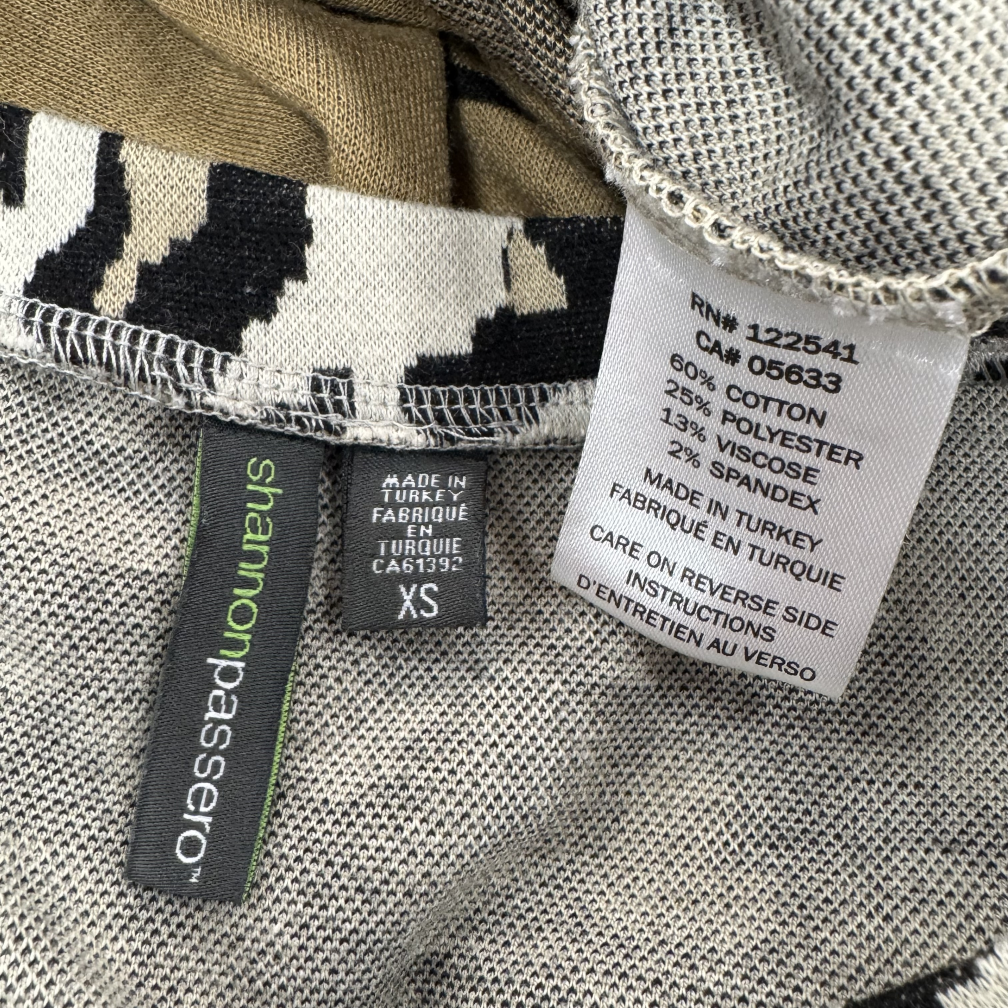 shannonpassero™
MADE IN
TURKEY
FABRIQUÉ
EN
TURQUIE
CA61392
XS
RN# 122541
CA# 05633
60% COTTON
25% POLYESTER
13% VISCOSE
2% SPANDEX
MADE IN TURKEY
FABRIQUÉ EN TURQUIE
CARE ON REVERSE SIDE
INSTRUCTIONS
D'ENTRETIEN AU VERSO